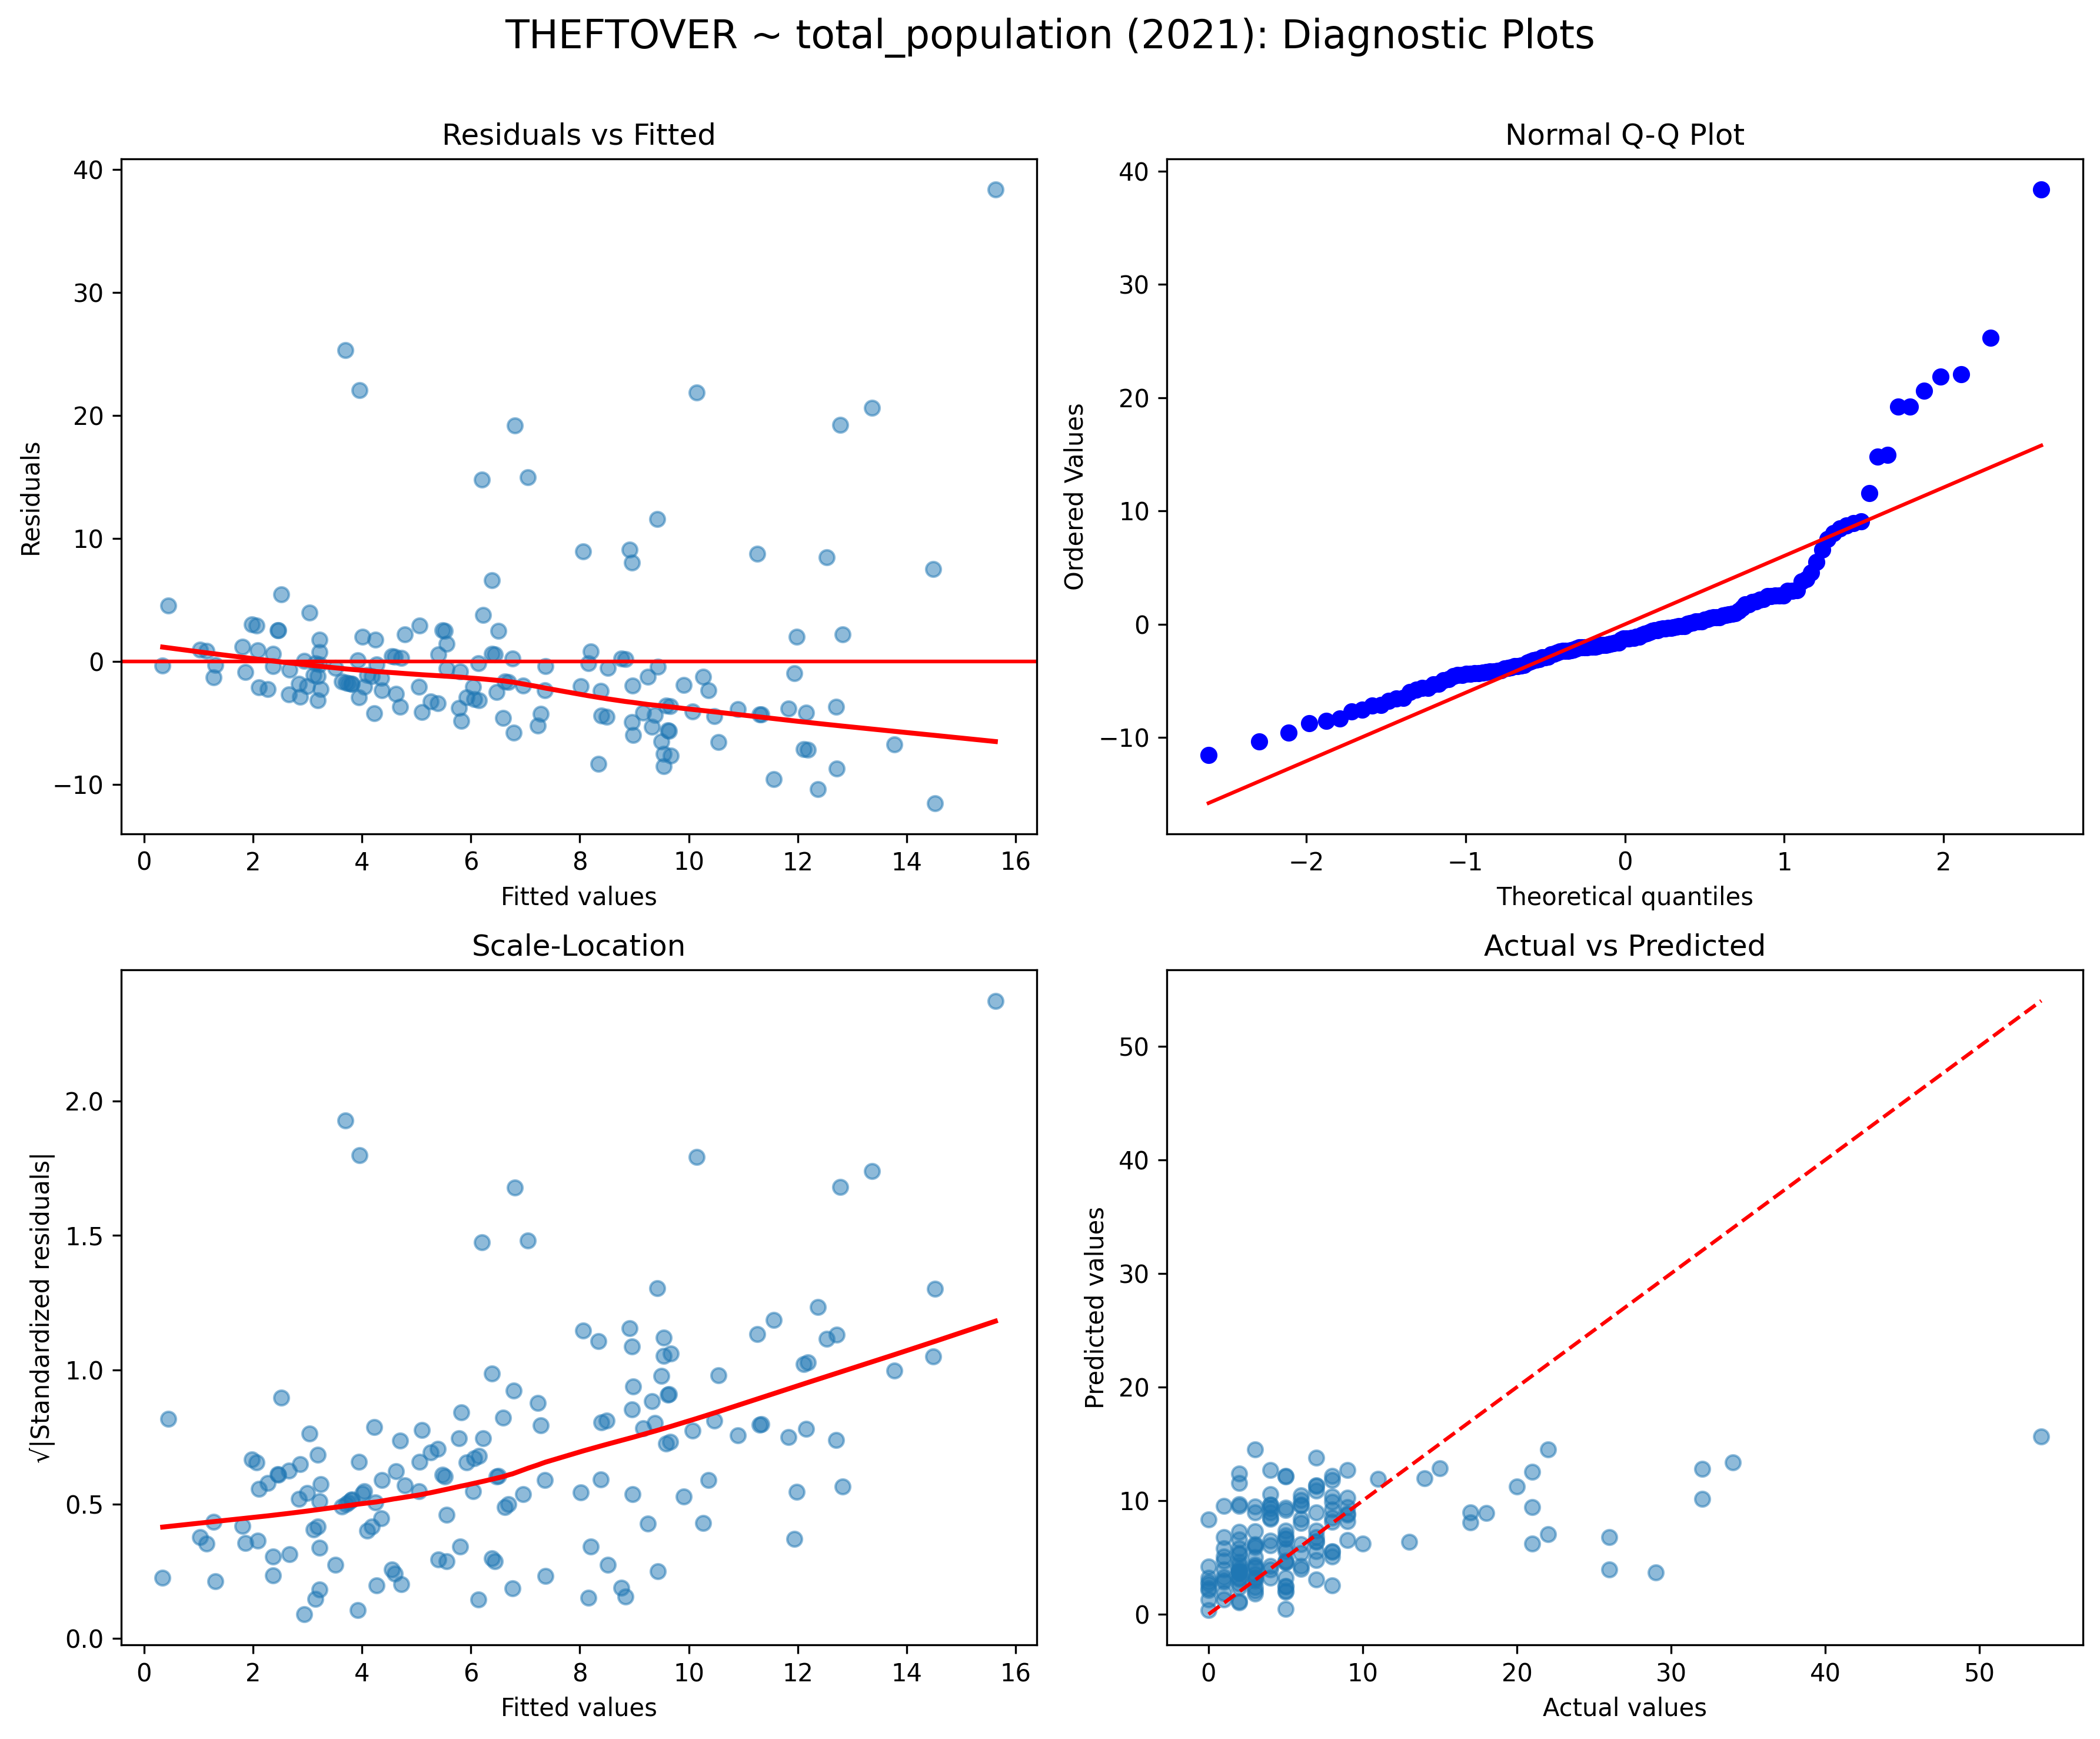 THEFTOVER ~ total_population (2021): Diagnostic Plots
Residuals vs Fitted
Residuals
40
30
20
10
0
−10
0 2 4 6 8 10 12 14 16
Fitted values
Normal Q-Q Plot
Ordered Values
40
30
20
10
0
−10
−2 −1 0 1 2
Theoretical quantiles
Scale-Location
√|Standardized residuals|
2.0
1.5
1.0
0.5
0.0
0 2 4 6 8 10 12 14 16
Fitted values
Actual vs Predicted
Predicted values
50
40
30
20
10
0
0 10 20 30 40 50
Actual values